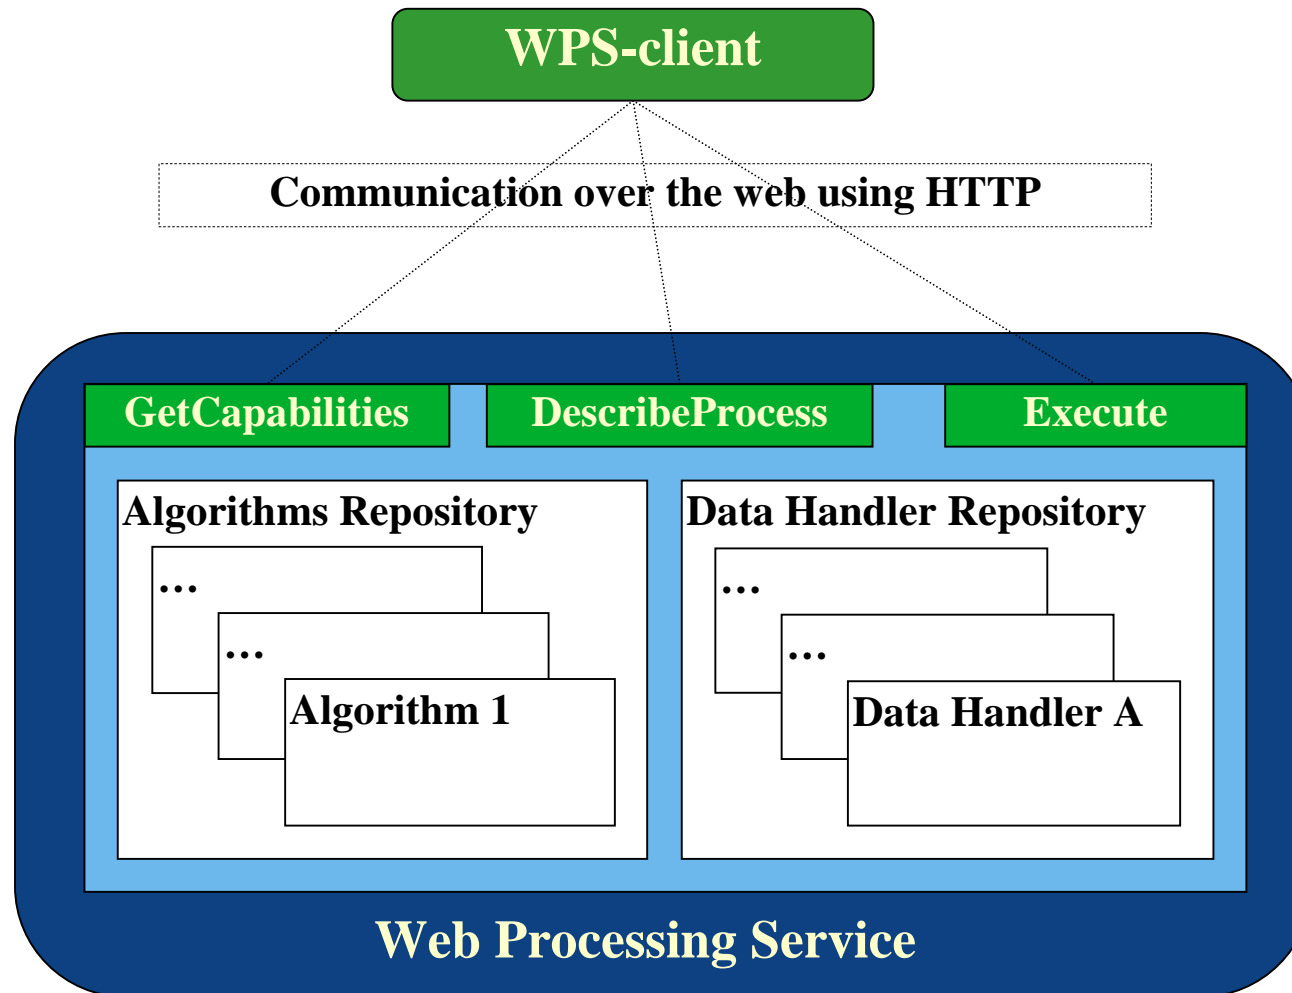 WPS-client
Communication over the web using HTTP
GetCapabilities
DescribeProcess
Execute
Algorithms Repository
...
...
Algorithm 1
Data Handler Repository
...
...
Data Handler A
Web Processing Service